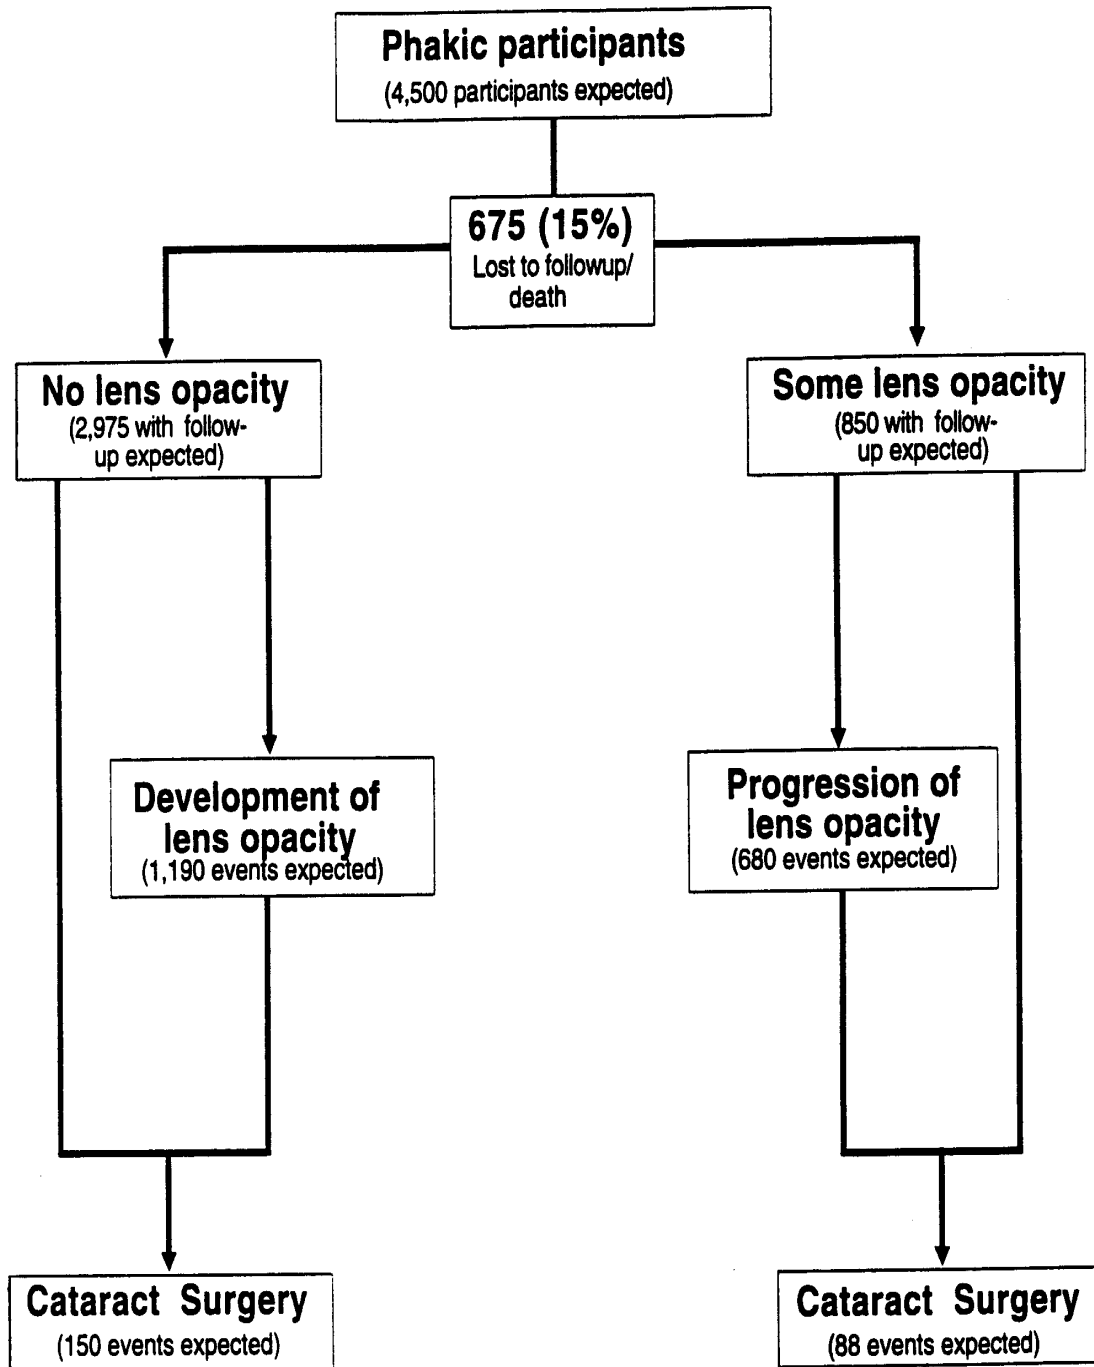 Phakic participants
(4,500 participants expected)
675 (15%)
Lost to followup/
death
No lens opacity
(2,975 with follow-
up expected)
Some lens opacity
(850 with follow-
up expected)
Development of
lens opacity
(1,190 events expected)
Progression of
lens opacity
(680 events expected)
Cataract Surgery
(150 events expected)
Cataract Surgery
(88 events expected)